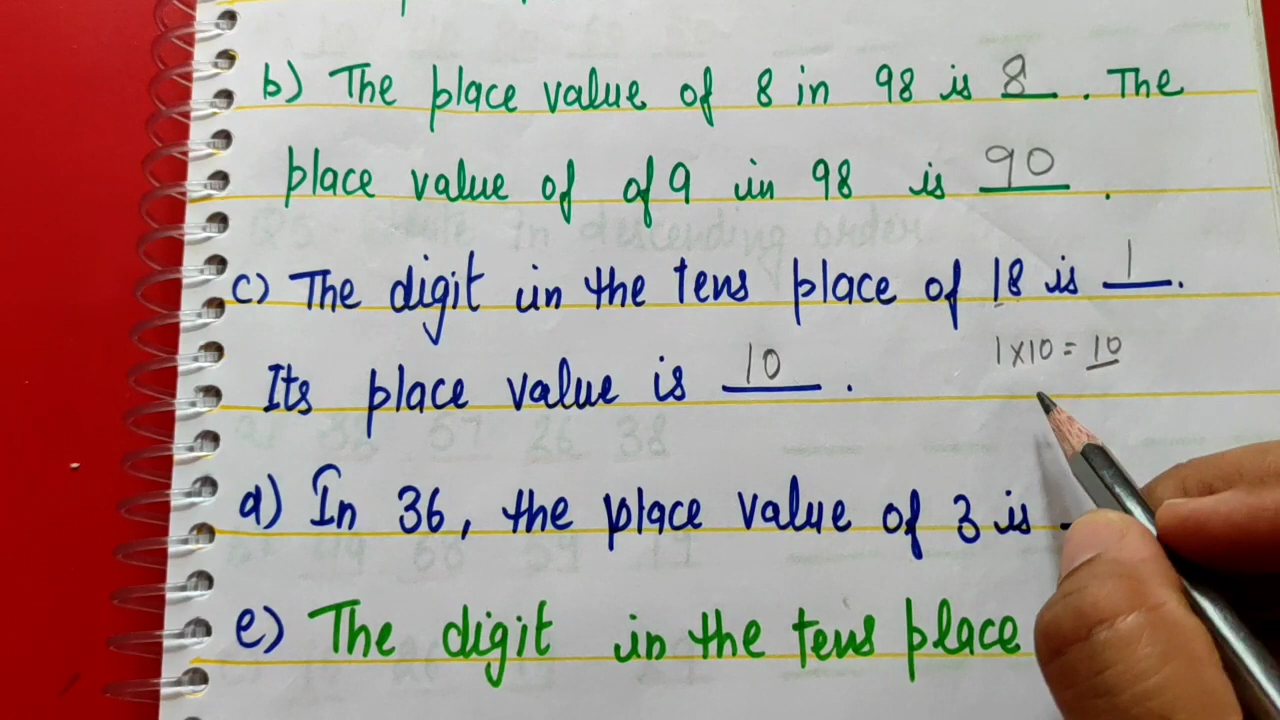 b) The place value of 8 in 98 is 8. The
place value of of 9 in 98 is 90.
c) The digit in the tens place of 18 is 1.
1x10 = 10
Its place value is 10.
d) In 36, the place value of 3 is
e) The digit in the tens place